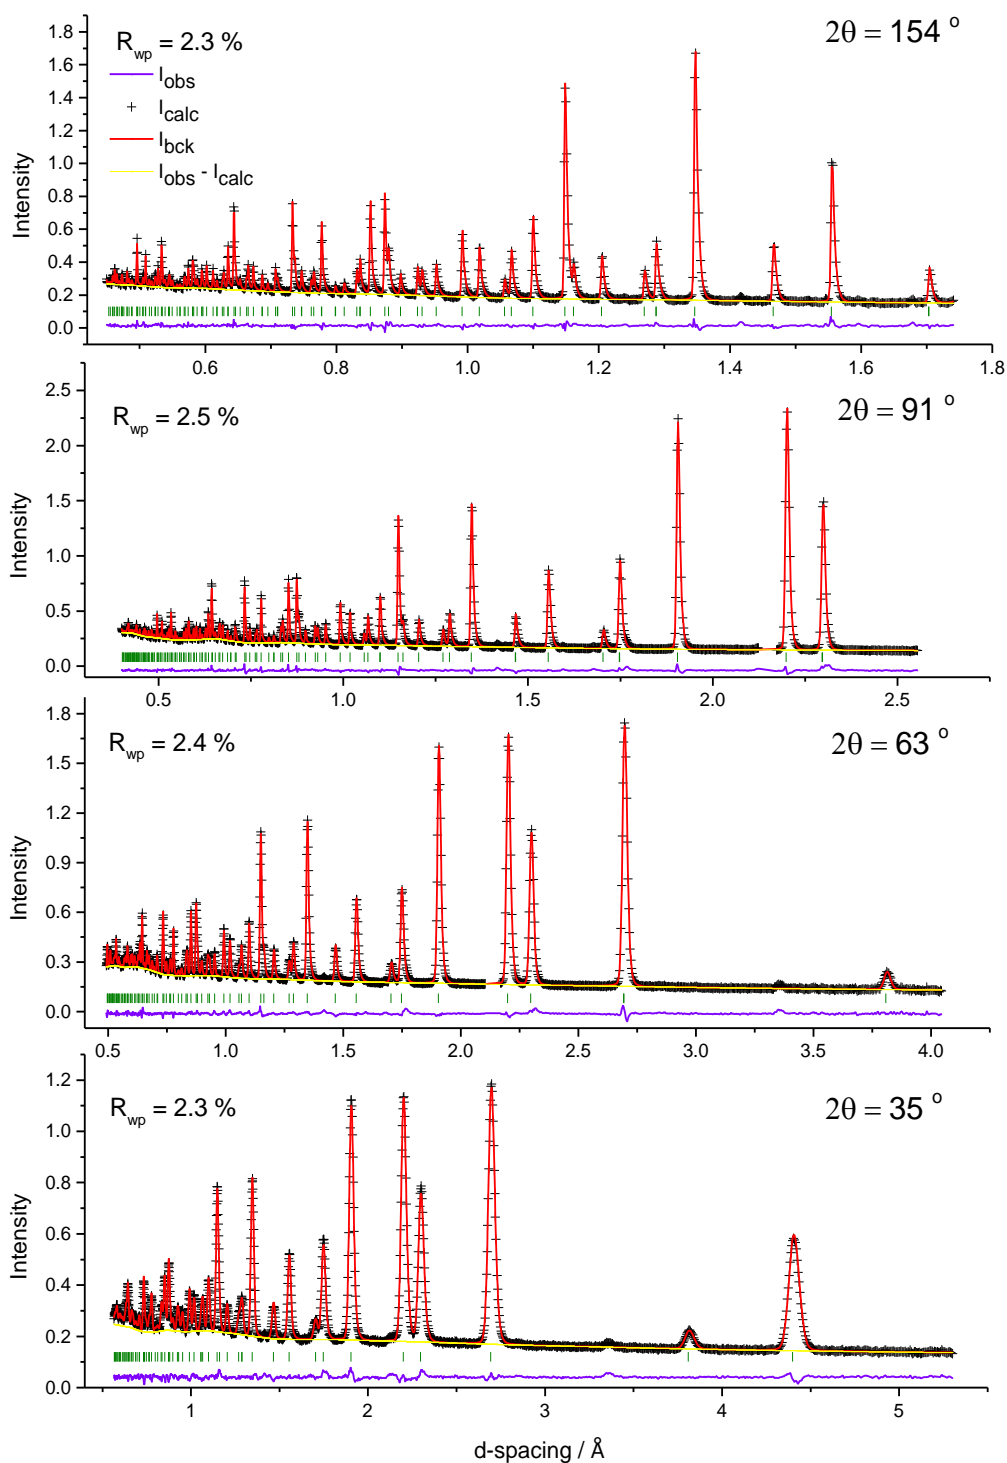 R_wp = 2.3 %
2θ = 154 °
I_obs
I_calc
I_bck
I_obs - I_calc
Intensity
1.8
1.6
1.4
1.2
1.0
0.8
0.6
0.4
0.2
0.0
0.6 0.8 1.0 1.2 1.4 1.6 1.8
R_wp = 2.5 %
2θ = 91 °
Intensity
2.5
2.0
1.5
1.0
0.5
0.0
0.5 1.0 1.5 2.0 2.5
R_wp = 2.4 %
2θ = 63 °
Intensity
1.8
1.5
1.2
0.9
0.6
0.3
0.0
0.5 1.0 1.5 2.0 2.5 3.0 3.5 4.0
R_wp = 2.3 %
2θ = 35 °
Intensity
1.2
1.0
0.8
0.6
0.4
0.2
0.0
1 2 3 4 5
d-spacing / Å